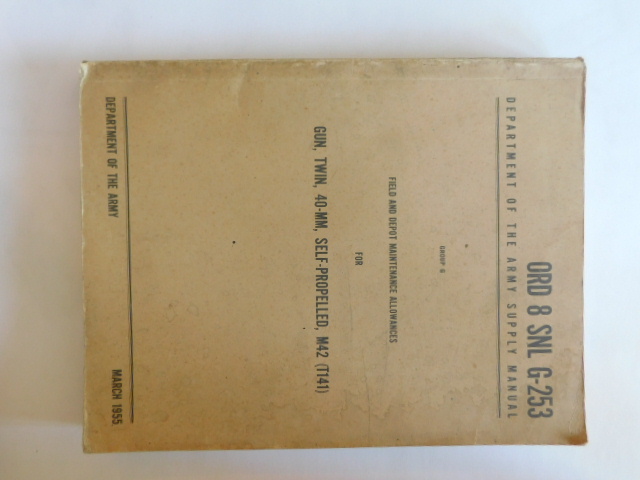 ORD 8 SNL G-253
DEPARTMENT OF THE ARMY SUPPLY MANUAL
GROUP G
FIELD AND DEPOT MAINTENANCE ALLOWANCES
FOR
GUN, TWIN, 40-MM, SELF-PROPELLED, M42 (T141)
DEPARTMENT OF THE ARMY MARCH 1955